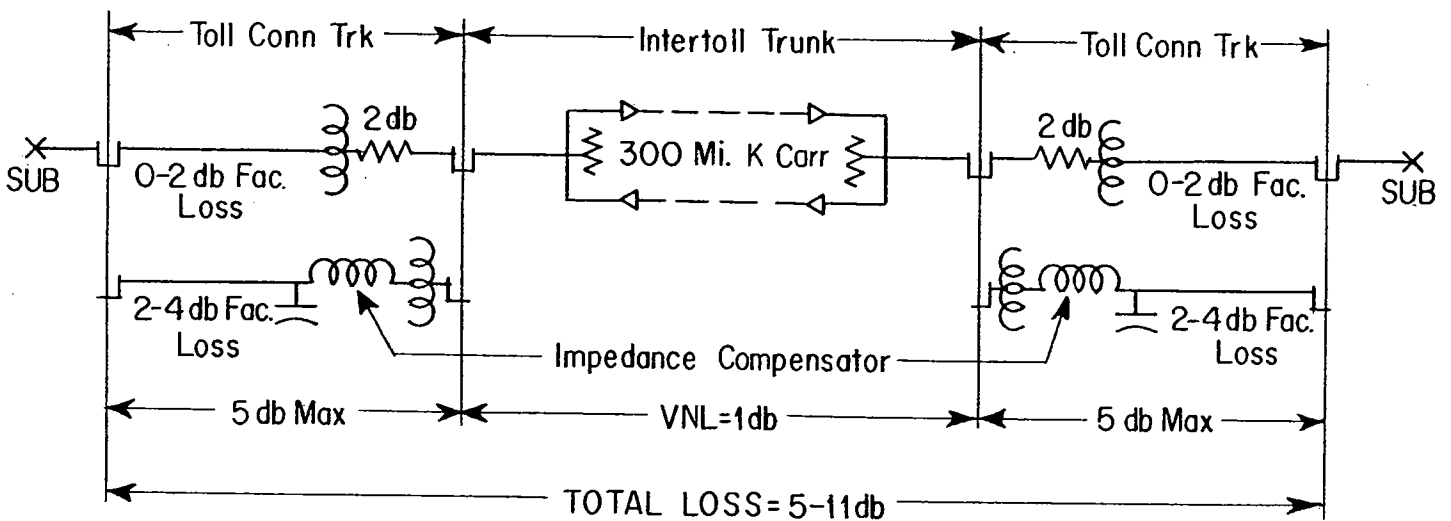 Toll Conn Trk
Intertoll Trunk
Toll Conn Trk
2 db
2 db
300 Mi. K Carr
SUB
0-2 db Fac.
Loss
0-2 db Fac.
Loss
SUB
2-4 db Fac.
Loss
2-4 db Fac.
Loss
Impedance Compensator
5 db Max
VNL=1db
5 db Max
TOTAL LOSS=5-11db